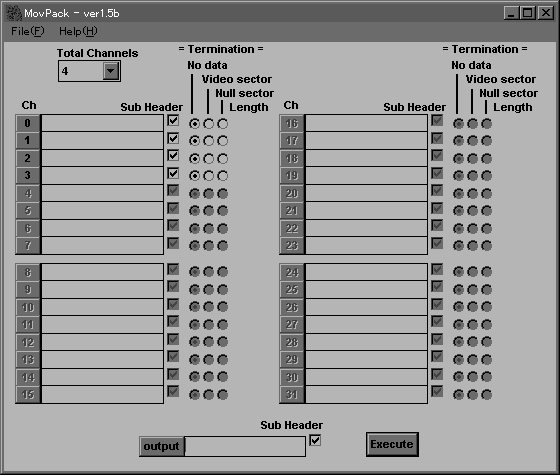 MovPack - ver1.5b
File(F) Help(H)
Total Channels
4
= Termination =
No data
Video sector
Null sector
Length
Ch
Sub Header
0
1
2
3
4
5
6
7
8
9
10
11
12
13
14
15
= Termination =
No data
Video sector
Null sector
Length
Ch
Sub Header
16
17
18
19
20
21
22
23
24
25
26
27
28
29
30
31
Sub Header
output
Execute